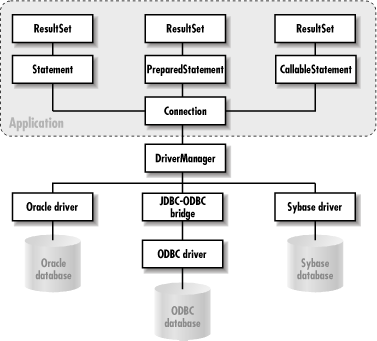 ResultSet
ResultSet
ResultSet
Statement
PreparedStatement
CallableStatement
Connection
Application
DriverManager
Oracle driver
JDBC-ODBC
bridge
Sybase driver
ODBC driver
Oracle
database
Sybase
database
ODBC
database